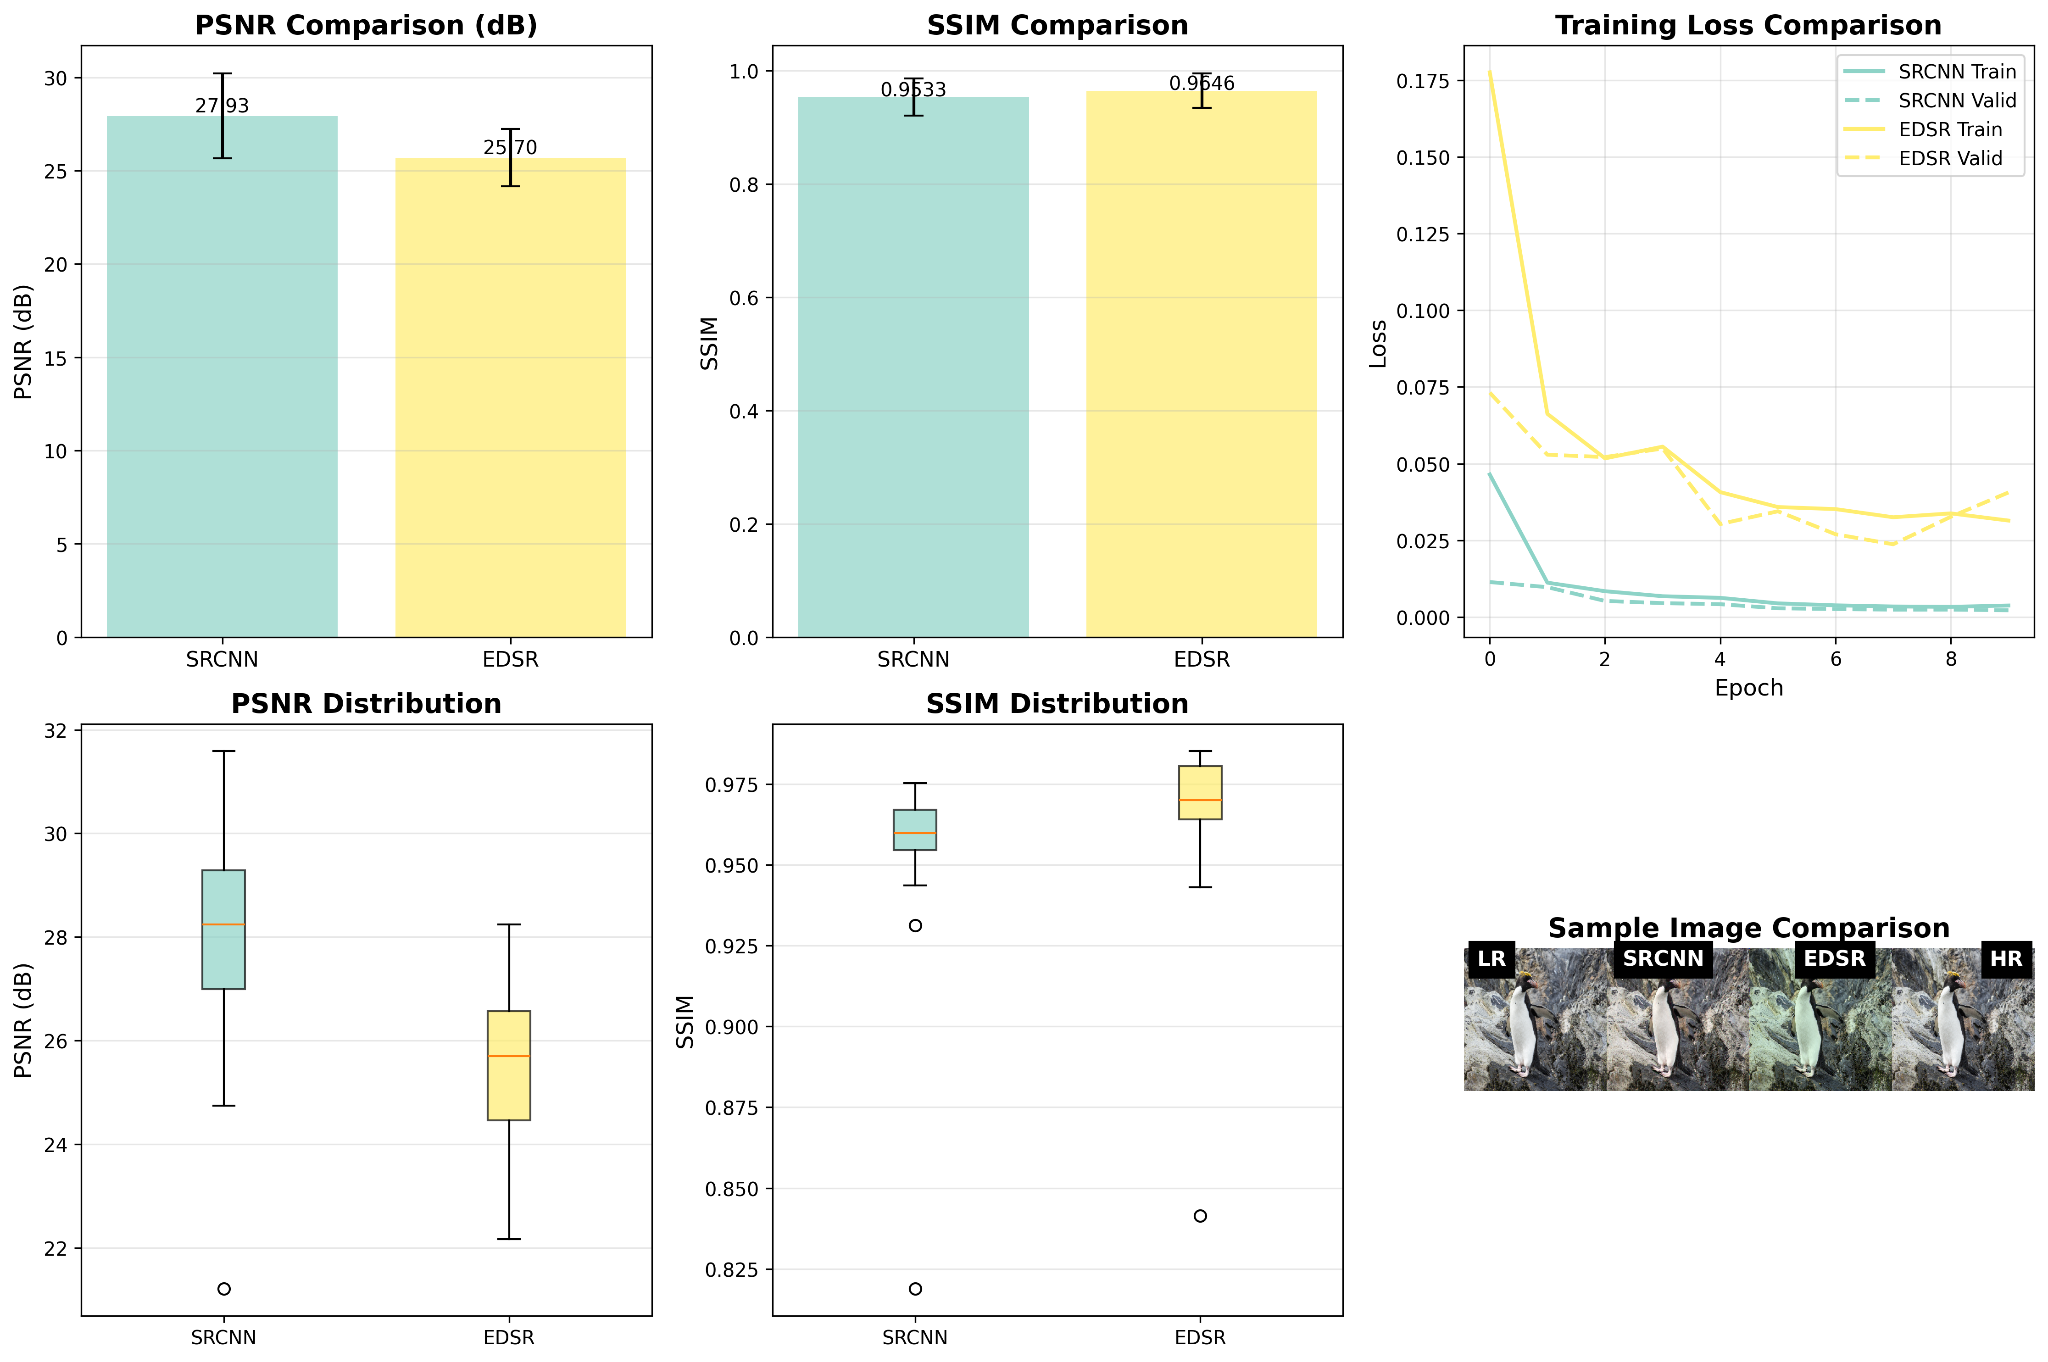 PSNR Comparison (dB)
30
25
20
15
10
5
0
PSNR (dB)
27.93
25.70
SRCNN
EDSR
SSIM Comparison
1.0
0.8
0.6
0.4
0.2
0.0
SSIM
0.9533
0.9646
SRCNN
EDSR
Training Loss Comparison
0.175
0.150
0.125
0.100
0.075
0.050
0.025
0.000
Loss
SRCNN Train
SRCNN Valid
EDSR Train
EDSR Valid
0
2
4
6
8
Epoch
PSNR Distribution
32
30
28
26
24
22
PSNR (dB)
SRCNN
EDSR
SSIM Distribution
0.975
0.950
0.925
0.900
0.875
0.850
0.825
SSIM
SRCNN
EDSR
Sample Image Comparison
LR
SRCNN
EDSR
HR